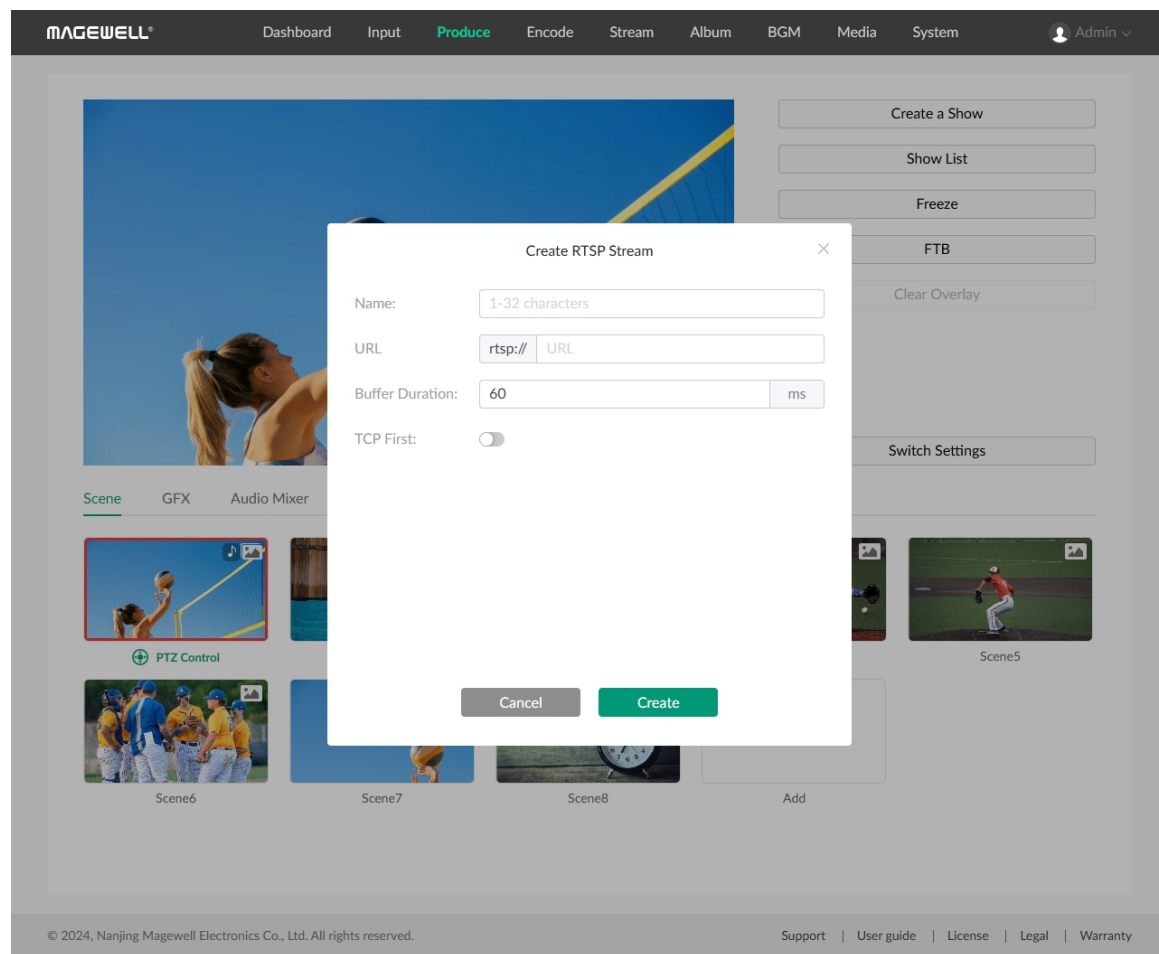 MAGEWELL® Dashboard Input Produce Encode Stream Album BGM Media System Admin
Create a Show
Show List
Freeze
FTB
Clear Overlay
Switch Settings
Create RTSP Stream
Name: 1-32 characters
URL rtsp:// URL
Buffer Duration: 60 ms
TCP First:
Cancel Create
Scene GFX Audio Mixer
PTZ Control Scene5
Scene6 Scene7 Scene8 Add
© 2024, Nanjing Magewell Electronics Co., Ltd. All rights reserved. Support | User guide | License | Legal | Warranty